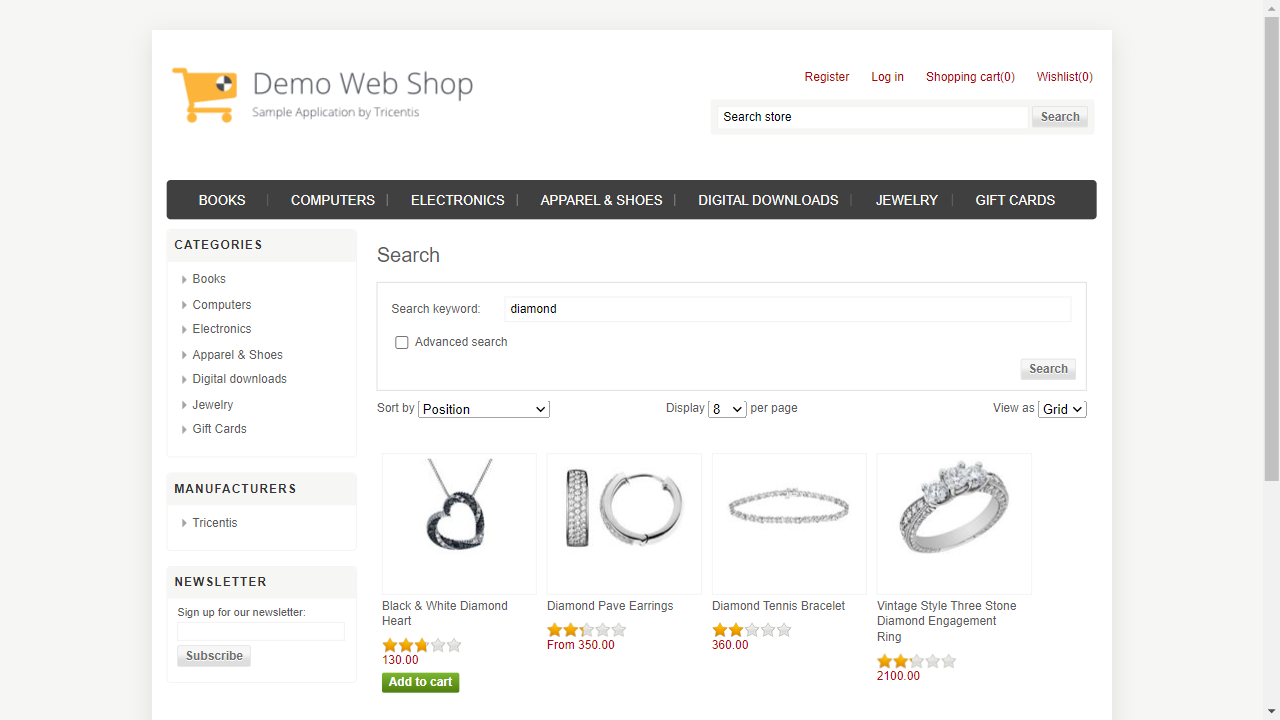 Demo Web Shop
Sample Application by Tricentis
Register Log in Shopping cart(0) Wishlist(0)
Search store Search
BOOKS COMPUTERS ELECTRONICS APPAREL & SHOES DIGITAL DOWNLOADS JEWELRY GIFT CARDS
CATEGORIES
Books
Computers
Electronics
Apparel & Shoes
Digital downloads
Jewelry
Gift Cards
MANUFACTURERS
Tricentis
NEWSLETTER
Sign up for our newsletter:
Subscribe
Search
Search keyword: diamond
Advanced search
Search
Sort by Position Display 8 per page View as Grid
Black & White Diamond
Heart
130.00
Add to cart
Diamond Pave Earrings
From 350.00
Diamond Tennis Bracelet
360.00
Vintage Style Three Stone
Diamond Engagement
Ring
2100.00